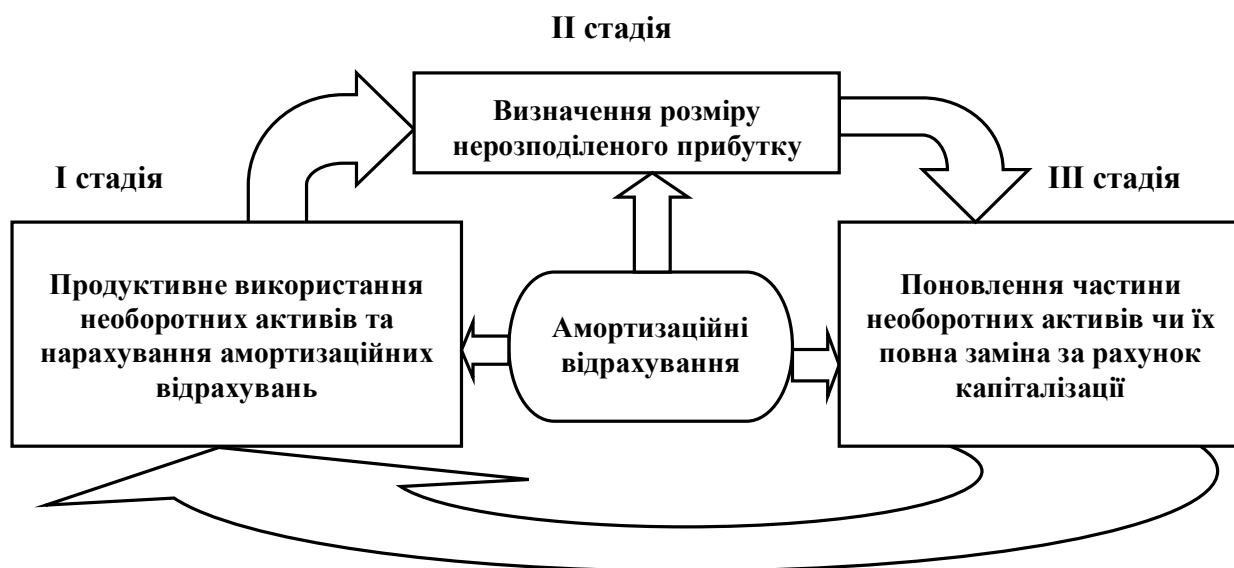 II стадія
Визначення розміру
нерозподіленого прибутку
I стадія
III стадія
Продуктивне використання
необоротних активів та
нарахування амортизаційних
відрахувань
Амортизаційні
відрахування
Поновлення частини
необоротних активів чи їх
повна заміна за рахунок
капіталізації